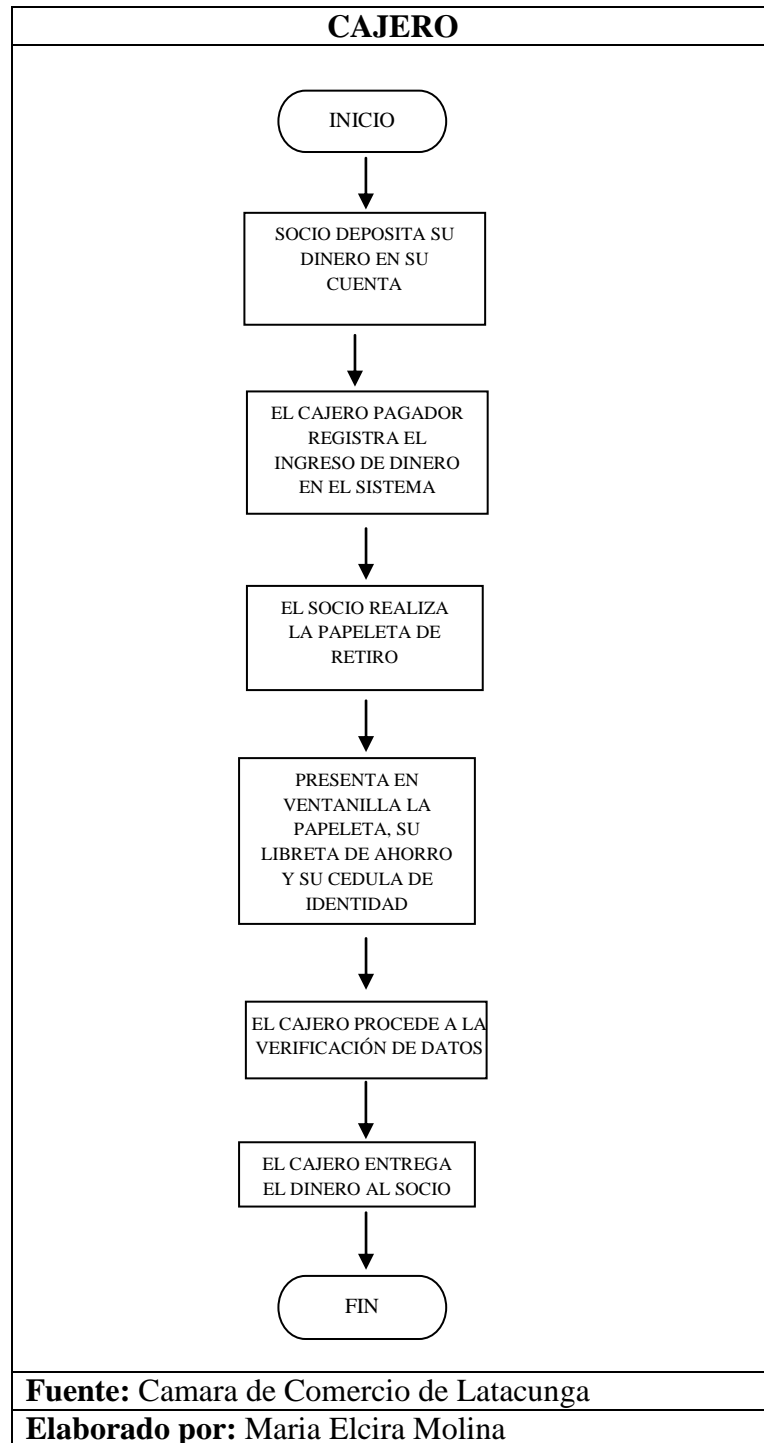 CAJERO
INICIO
SOCIO DEPOSITA SU
DINERO EN SU
CUENTA
EL CAJERO PAGADOR
REGISTRA EL
INGRESO DE DINERO
EN EL SISTEMA
EL SOCIO REALIZA
LA PAPELETA DE
RETIRO
PRESENTA EN
VENTANILLA LA
PAPELETA, SU
LIBRETA DE AHORRO
Y SU CEDULA DE
IDENTIDAD
EL CAJERO PROCEDE A LA
VERIFICACIÓN DE DATOS
EL CAJERO ENTREGA
EL DINERO AL SOCIO
FIN
Fuente: Camara de Comercio de Latacunga
Elaborado por: Maria Elcira Molina